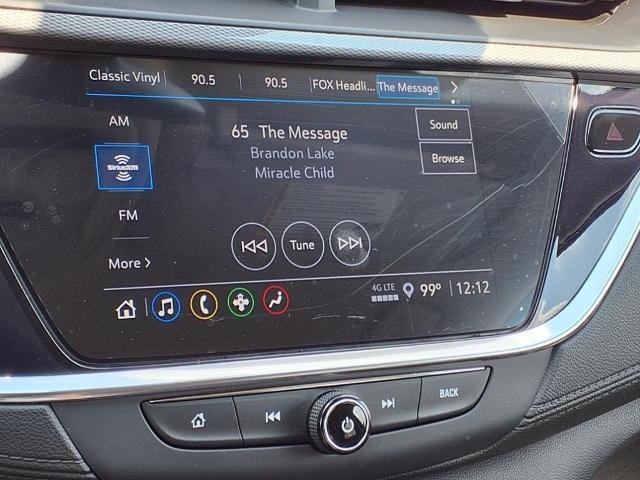 Classic Vinyl 90.5 90.5 FOX Headli... The Message
AM
65 The Message
Sound
Brandon Lake
SiriusXM
Browse
Miracle Child
FM
Tune
More
4G LTE
99° 12:12
BACK